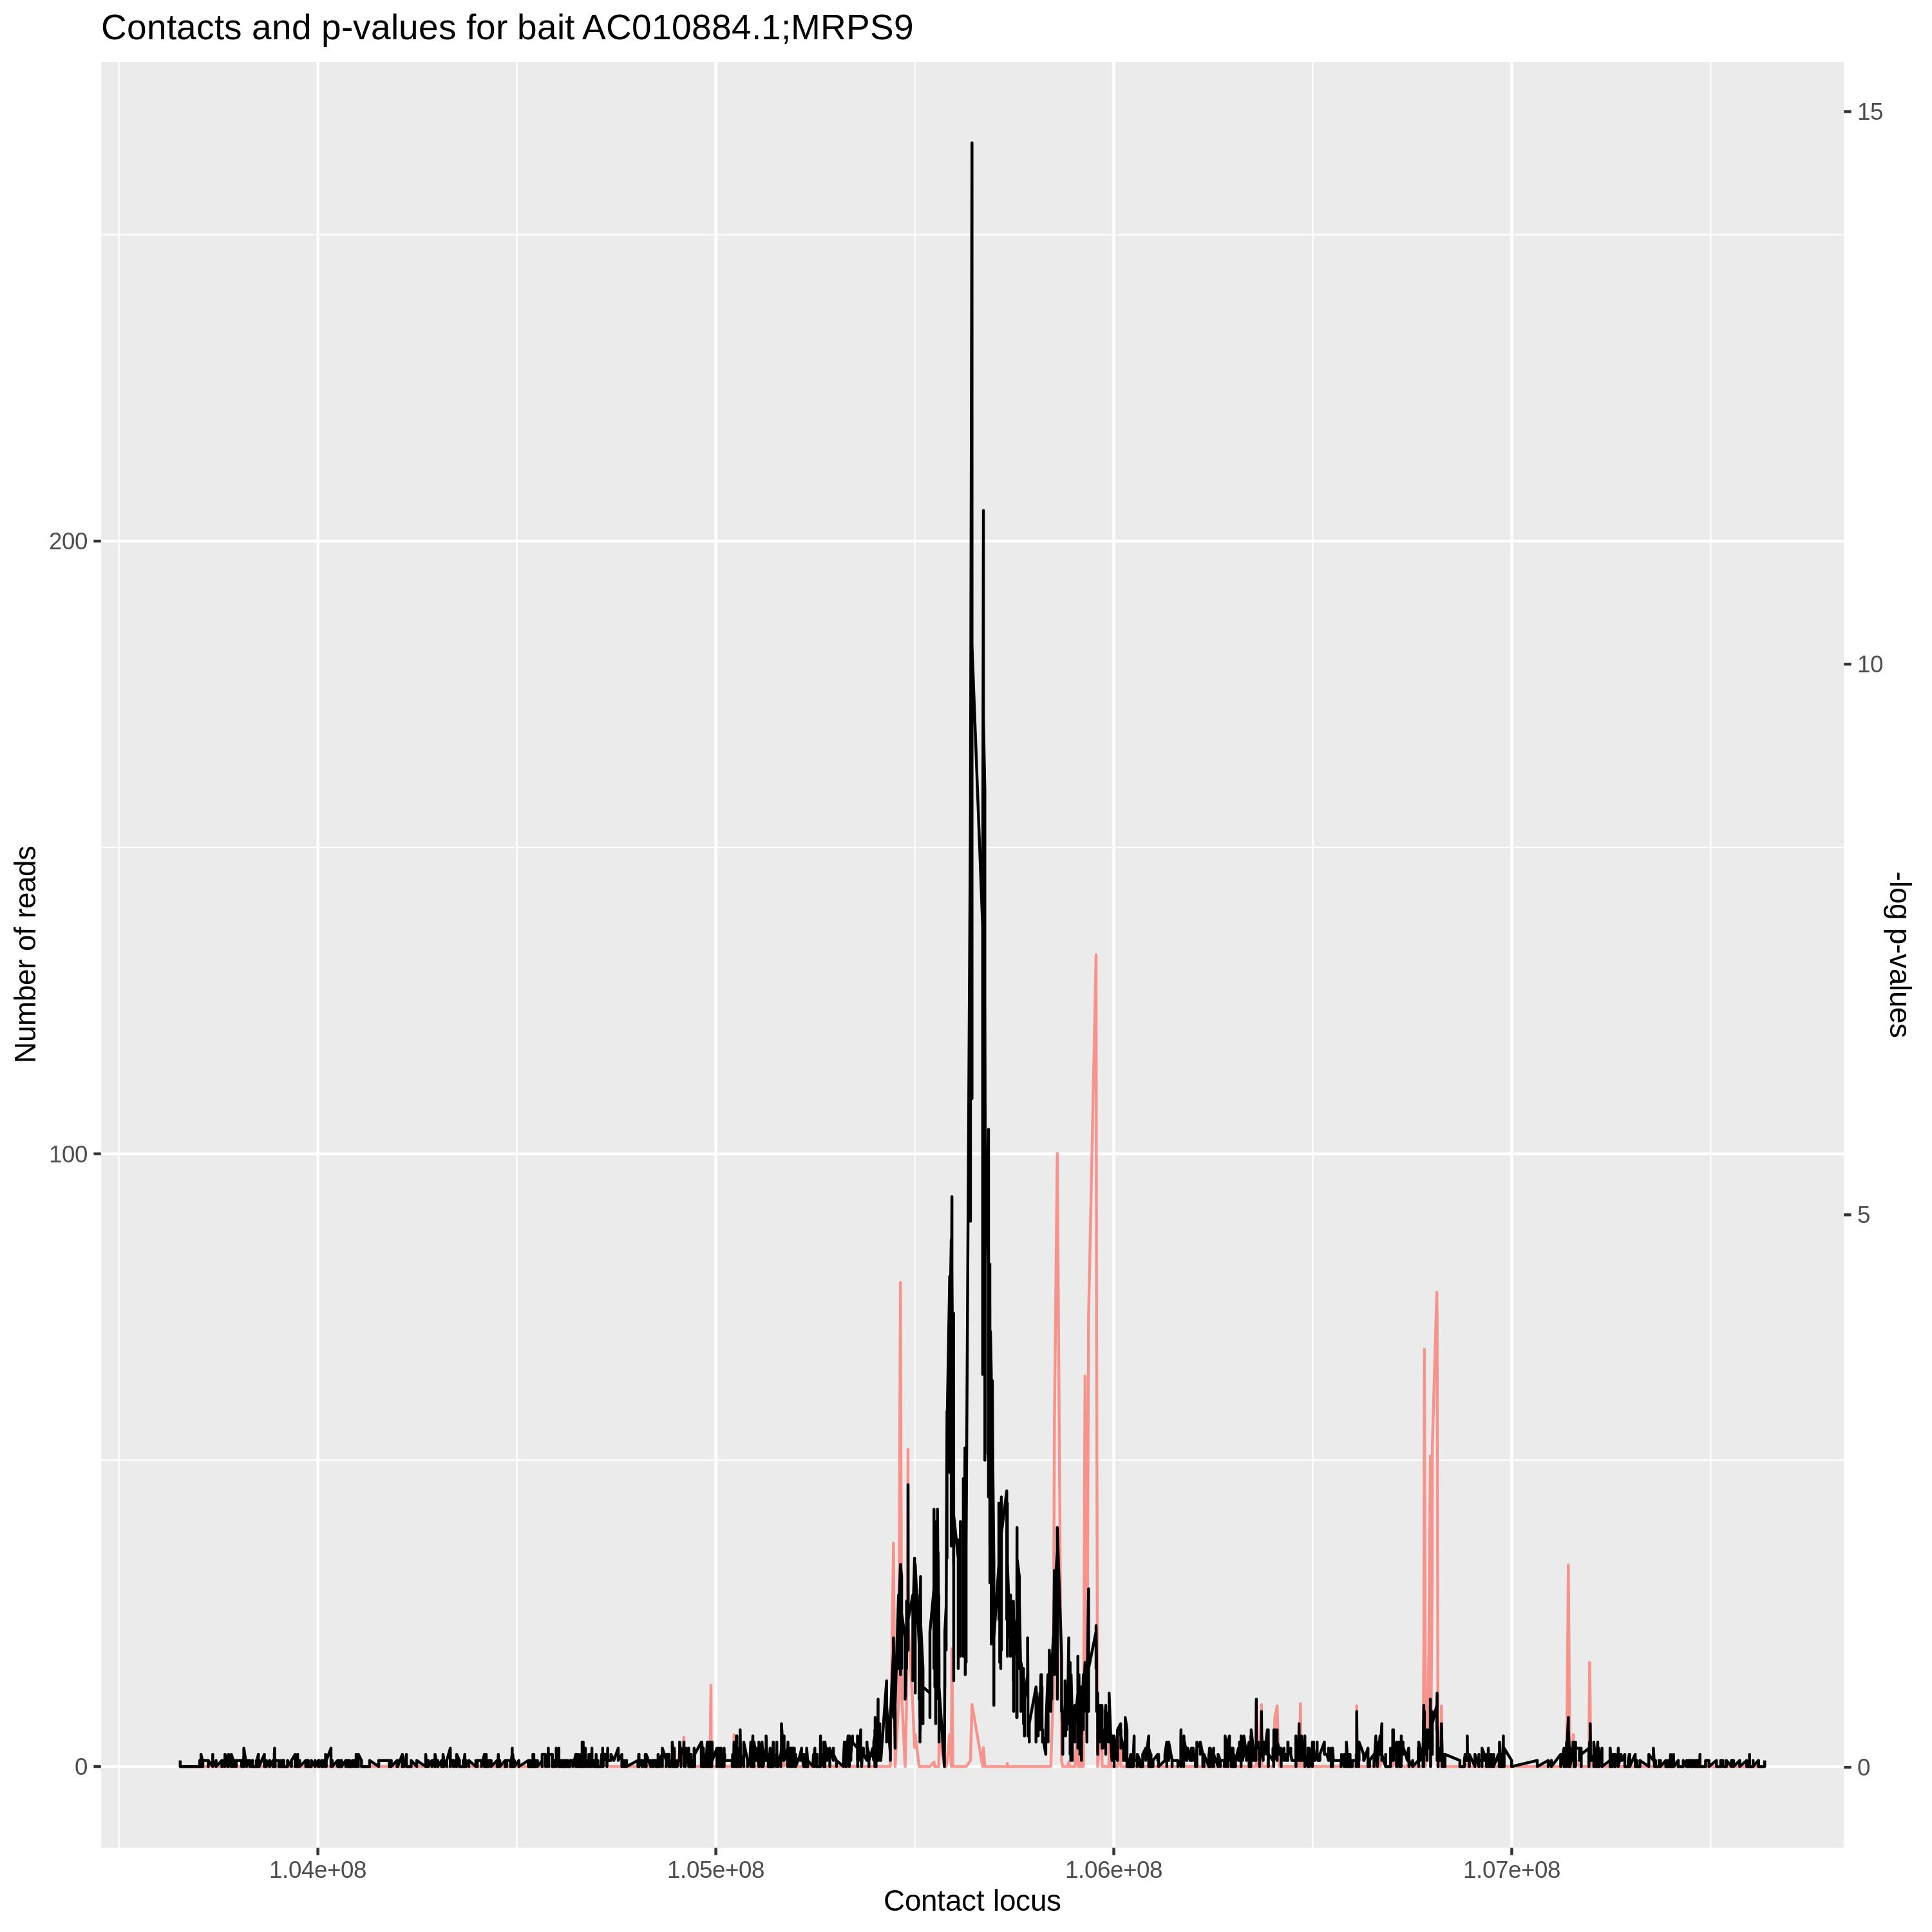 Contacts and p-values for bait AC010884.1;MRPS9
15
200
10
Number of reads
-log p-values
100
5
0
0
1.04e+08
1.05e+08
1.06e+08
1.07e+08
Contact locus